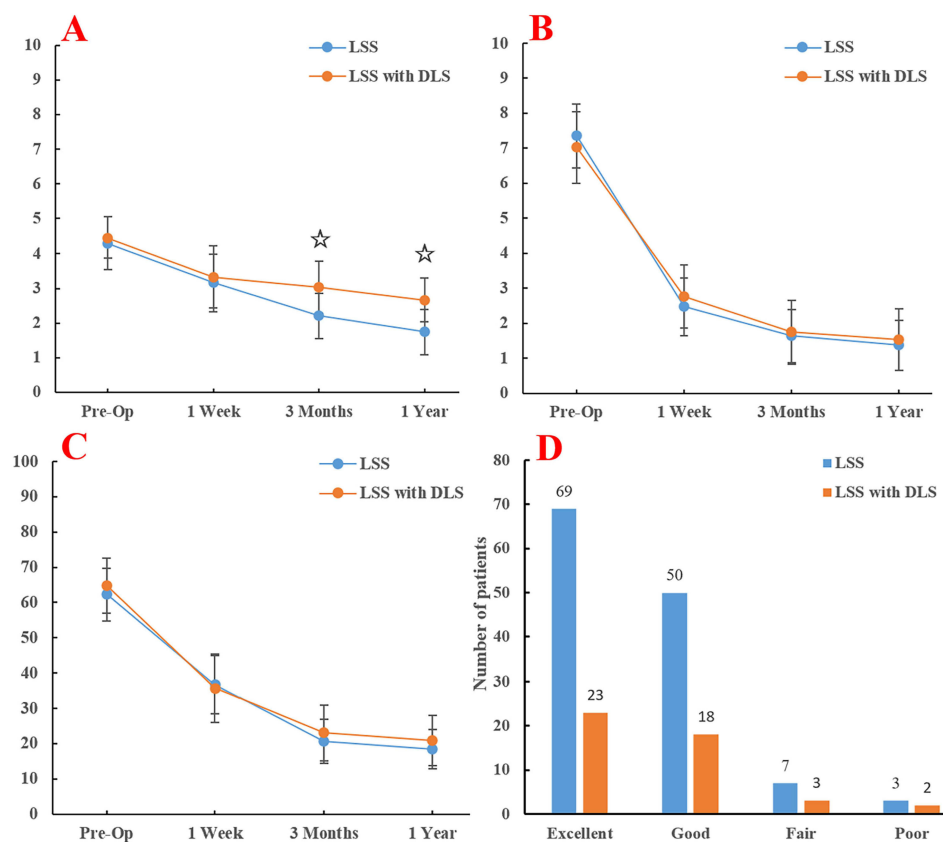 A
LSS
LSS with DLS
10
9
8
7
6
5
4
3
2
1
0
Pre-Op 1 Week 3 Months 1 Year
B
LSS
LSS with DLS
10
9
8
7
6
5
4
3
2
1
0
Pre-Op 1 Week 3 Months 1 Year
C
LSS
LSS with DLS
100
90
80
70
60
50
40
30
20
10
0
Pre-Op 1 Week 3 Months 1 Year
D
LSS
LSS with DLS
Number of patients
80
70
60
50
40
30
20
10
0
69
23
50
18
7
3
3
2
Excellent Good Fair Poor